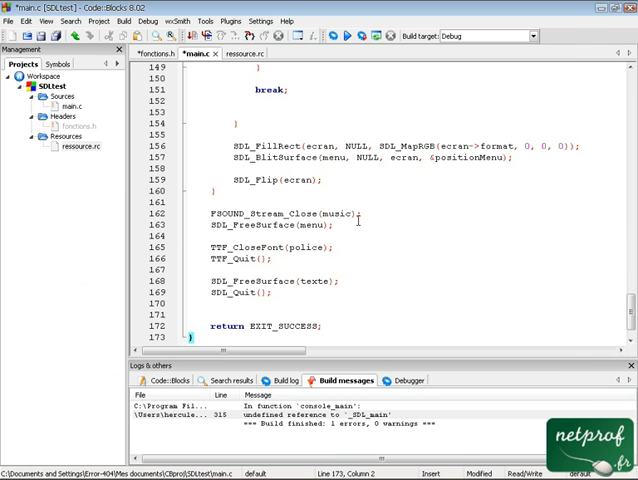 *main.c [SDLtest] - Code::Blocks 8.02
File Edit View Search Project Build Debug wxSmith Tools Plugins Settings Help
Build target: Debug
Projects Symbols
*fonctions.h *main.c ressource.rc
Workspace
SDLtest
Sources
main.c
Headers
fonctions.h
Resources
ressource.rc
149 }
150
151 break;
152
153
154 }
155
156 SDL_FillRect(ecran, NULL, SDL_MapRGB(ecran->format, 0, 0, 0));
157 SDL_BlitSurface(menu, NULL, ecran, &positionMenu);
158
159 SDL_Flip(ecran);
160 }
161
162 FSOUND_Stream_Close(music);
163 SDL_FreeSurface(menu);
164
165 TTF_CloseFont(police);
166 TTF_Quit();
167
168 SDL_FreeSurface(texte);
169 SDL_Quit();
170
171
172 return EXIT_SUCCESS;
173 }
Logs & others
Code::Blocks Search results Build log Build messages Debugger
File Line Message
C:\Program Fil... In function `console_main':
\Users\hercule... 315 undefined reference to `_SDL_main'
=== Build finished: 1 errors, 0 warnings ===
netprof
.fr
C:\Documents and Settings\Error-404\Mes documents\CBproj\SDLtest\main.c default Line 173, Column 2 Insert Modified Read/Write default